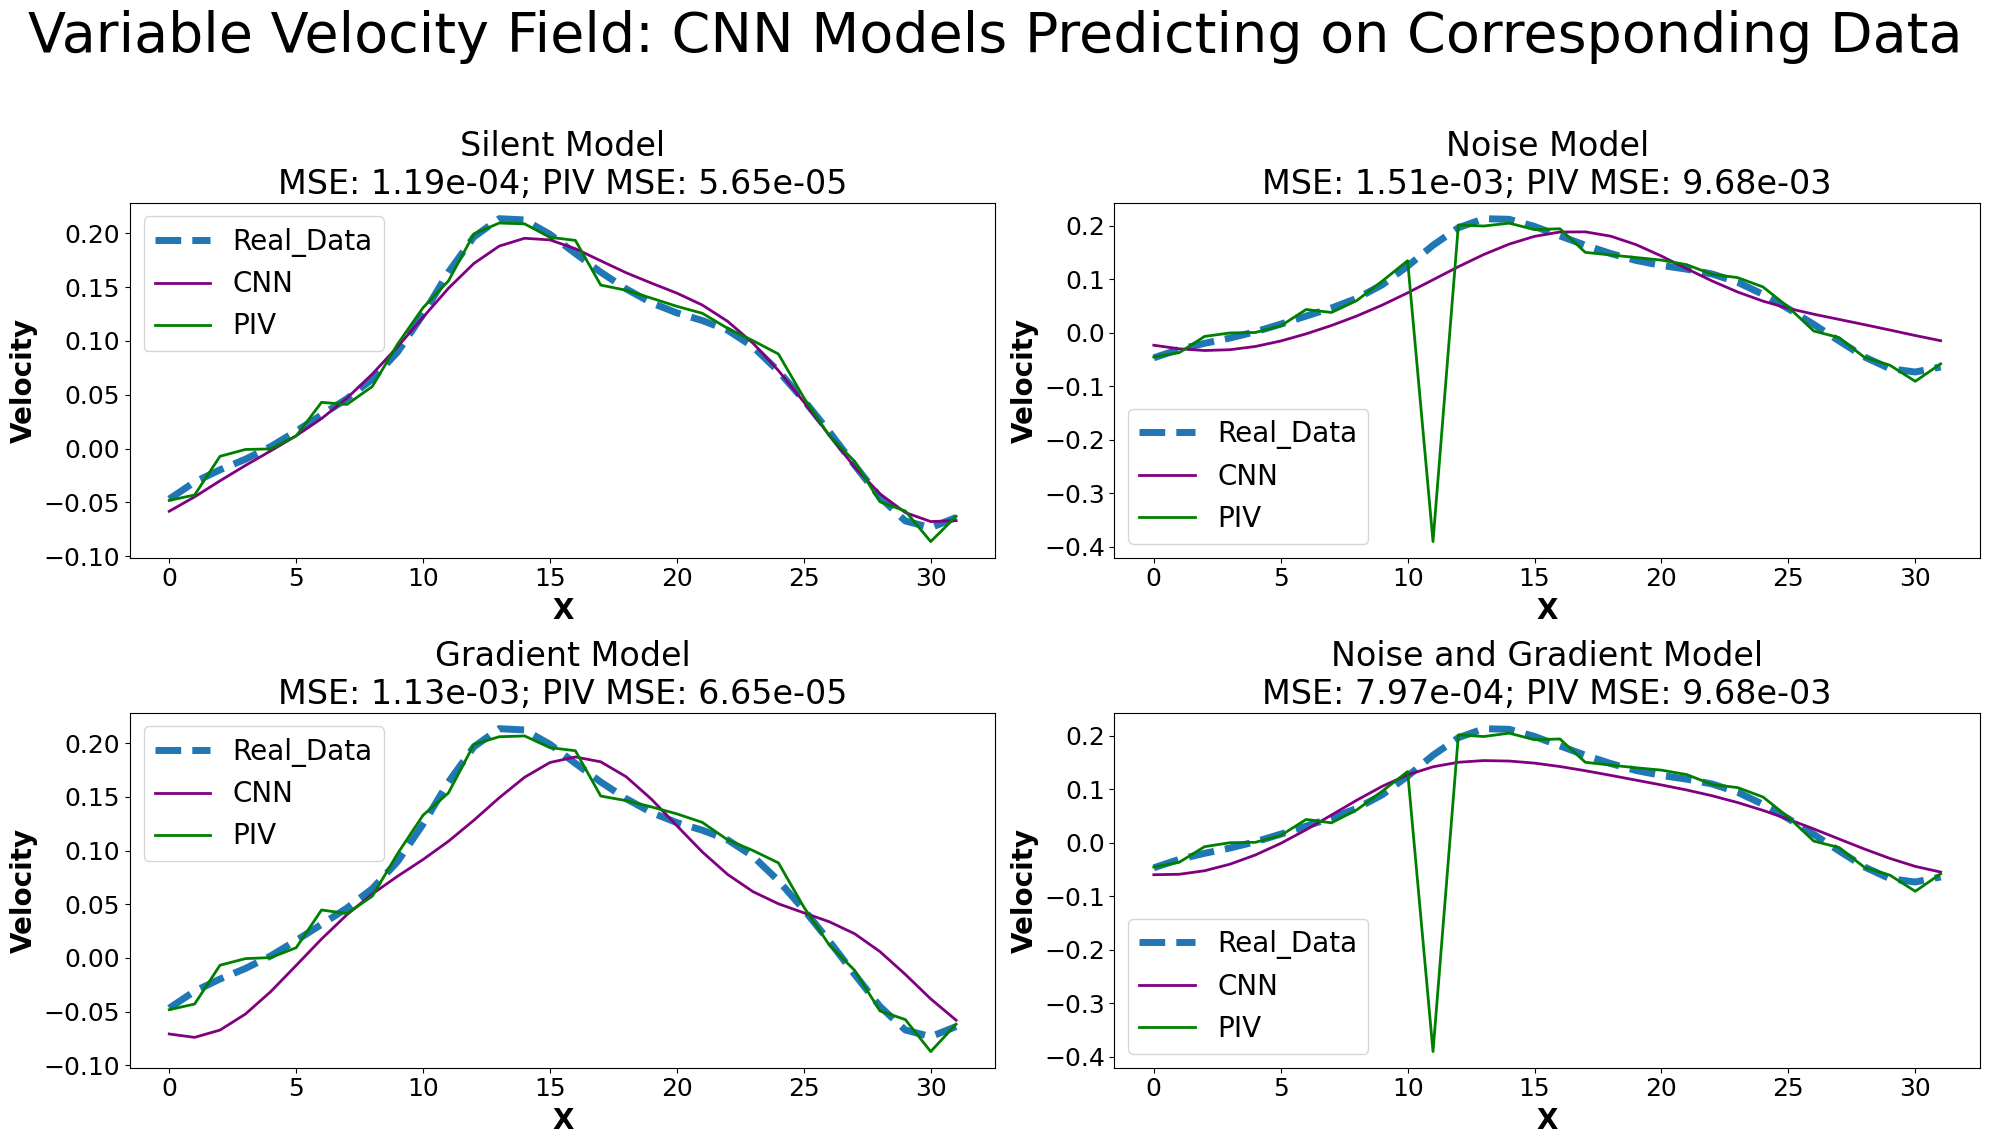 Variable Velocity Field: CNN Models Predicting on Corresponding Data
Silent Model
MSE: 1.19e-04; PIV MSE: 5.65e-05
Real_Data
CNN
PIV
Velocity
0.20
0.15
0.10
0.05
0.00
−0.05
−0.10
0 5 10 15 20 25 30
X
Noise Model
MSE: 1.51e-03; PIV MSE: 9.68e-03
Real_Data
CNN
PIV
Velocity
0.2
0.1
0.0
−0.1
−0.2
−0.3
−0.4
0 5 10 15 20 25 30
X
Gradient Model
MSE: 1.13e-03; PIV MSE: 6.65e-05
Real_Data
CNN
PIV
Velocity
0.20
0.15
0.10
0.05
0.00
−0.05
−0.10
0 5 10 15 20 25 30
X
Noise and Gradient Model
MSE: 7.97e-04; PIV MSE: 9.68e-03
Real_Data
CNN
PIV
Velocity
0.2
0.1
0.0
−0.1
−0.2
−0.3
−0.4
0 5 10 15 20 25 30
X